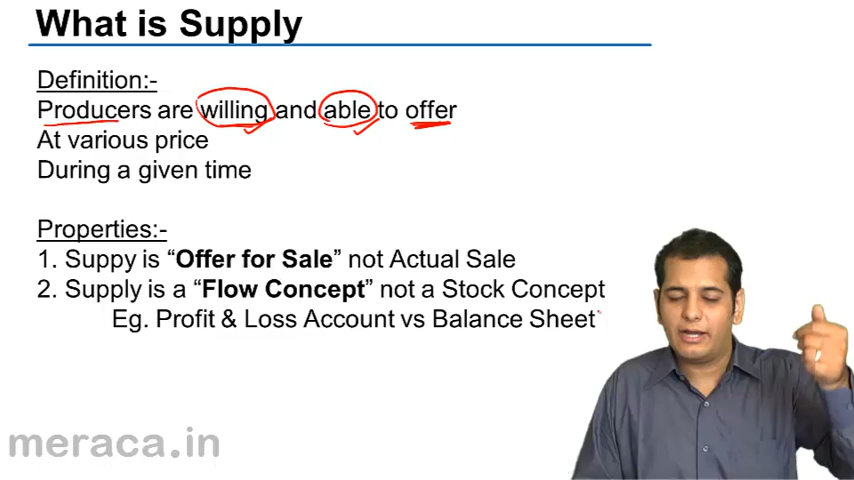 What is Supply
Definition:-
Producers are willing and able to offer
At various price
During a given time
Properties:-
1. Suppy is “Offer for Sale” not Actual Sale
2. Supply is a “Flow Concept” not a Stock Concept
Eg. Profit & Loss Account vs Balance Sheet
meraca.in